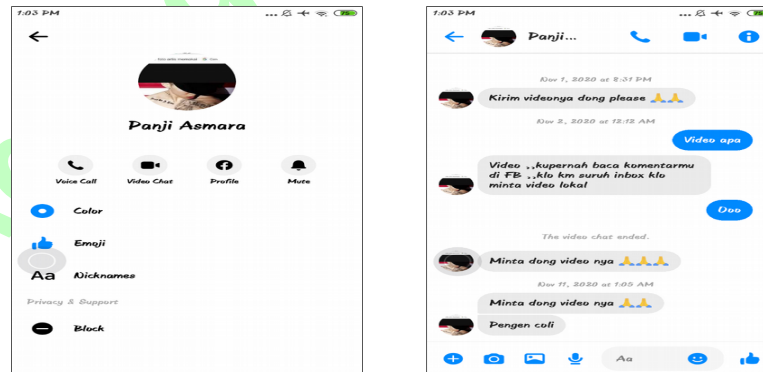 1:03 PM
75
Panji Asmara
Voice Call
Video Chat
Profile
Mute
Color
Emoji
Aa Nicknames
Privacy & Support
Block
1:03 PM
75
Panji...
Nov 1, 2020 at 8:31 PM
Kirim videonya dong please 🙏🙏
Nov 2, 2020 at 12:12 AM
Video apa
Video ,,kupernah baca komentarmu
di FB ,,klo km suruh inbox klo
minta video lokal
Ooo
The video chat ended.
Minta dong video nya 🙏🙏🙏
Nov 11, 2020 at 1:05 AM
Minta dong video nya 🙏🙏
Pengen coli
Aa